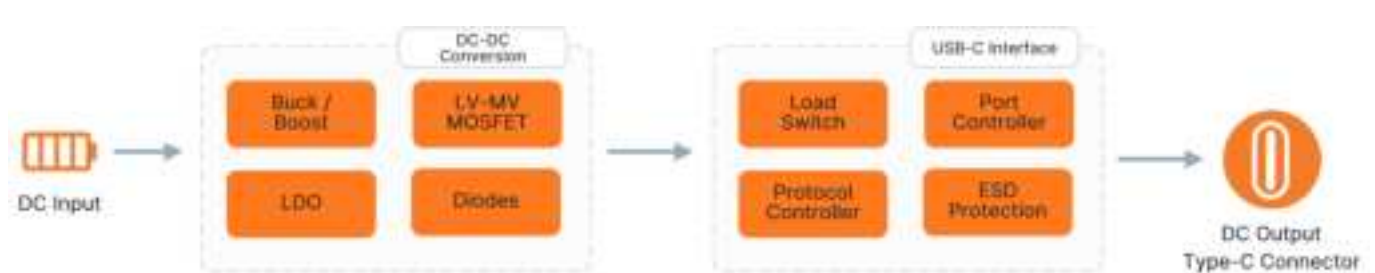 DC-DC
Conversion
USB-C Interface
Buck /
Boost
LV-MV
MOSFET
Load
Switch
Port
Controller
DC Input
LDO
Diodes
Protocol
Controller
ESD
Protection
DC Output
Type-C Connector